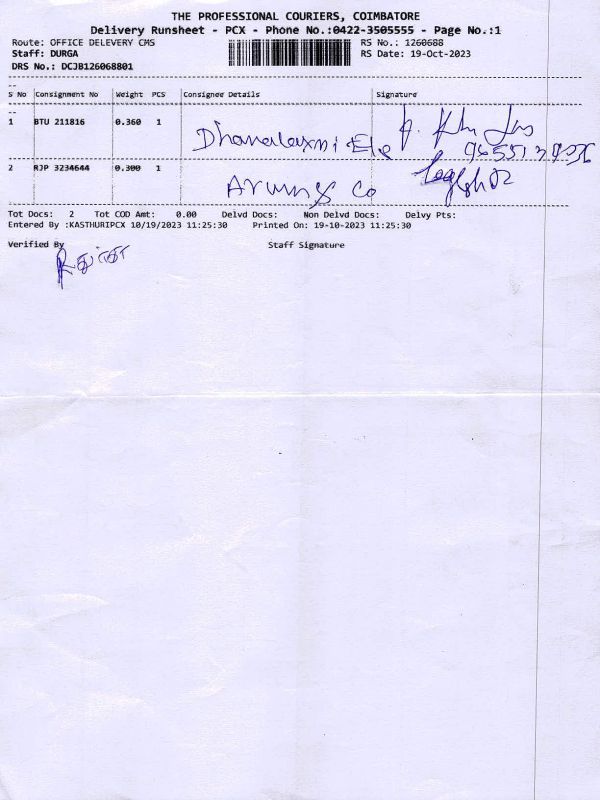 THE PROFESSIONAL COURIERS, COIMBATORE
Delivery Runsheet - PCX - Phone No.:0422-3505555 - Page No.:1
Route: OFFICE DELEVERY CMS RS No.: 1260688
Staff: DURGA RS Date: 19-Oct-2023
DRS No.: DCJB126068801
S No Consignment No Weight PCS Consignee Details Signature
1 BTU 211816 0.360 1 Dhanalaxmi Ele
2 RJP 3234644 0.300 1 Arun & Co
Tot Docs: 2 Tot COD Amt: 0.00 Delvd Docs: Non Delvd Docs: Delvy Pts:
Entered By :KASTHURIPCX 10/19/2023 11:25:30 Printed On: 19-10-2023 11:25:30
Verified By Staff Signature